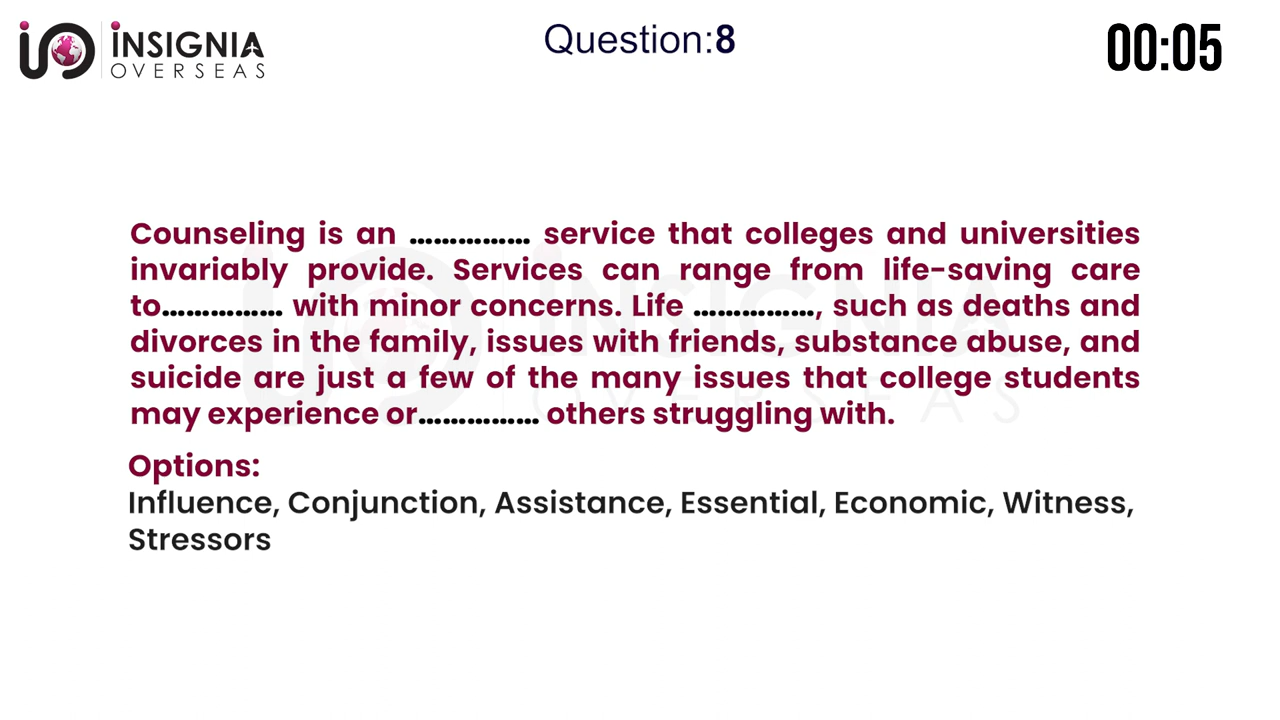 INSIGNIA
OVERSEAS
Question:8
00:05
Counseling is an ............... service that colleges and universities
invariably provide. Services can range from life-saving care
to............... with minor concerns. Life ..............., such as deaths and
divorces in the family, issues with friends, substance abuse, and
suicide are just a few of the many issues that college students
may experience or............... others struggling with.
Options:
Influence, Conjunction, Assistance, Essential, Economic, Witness,
Stressors